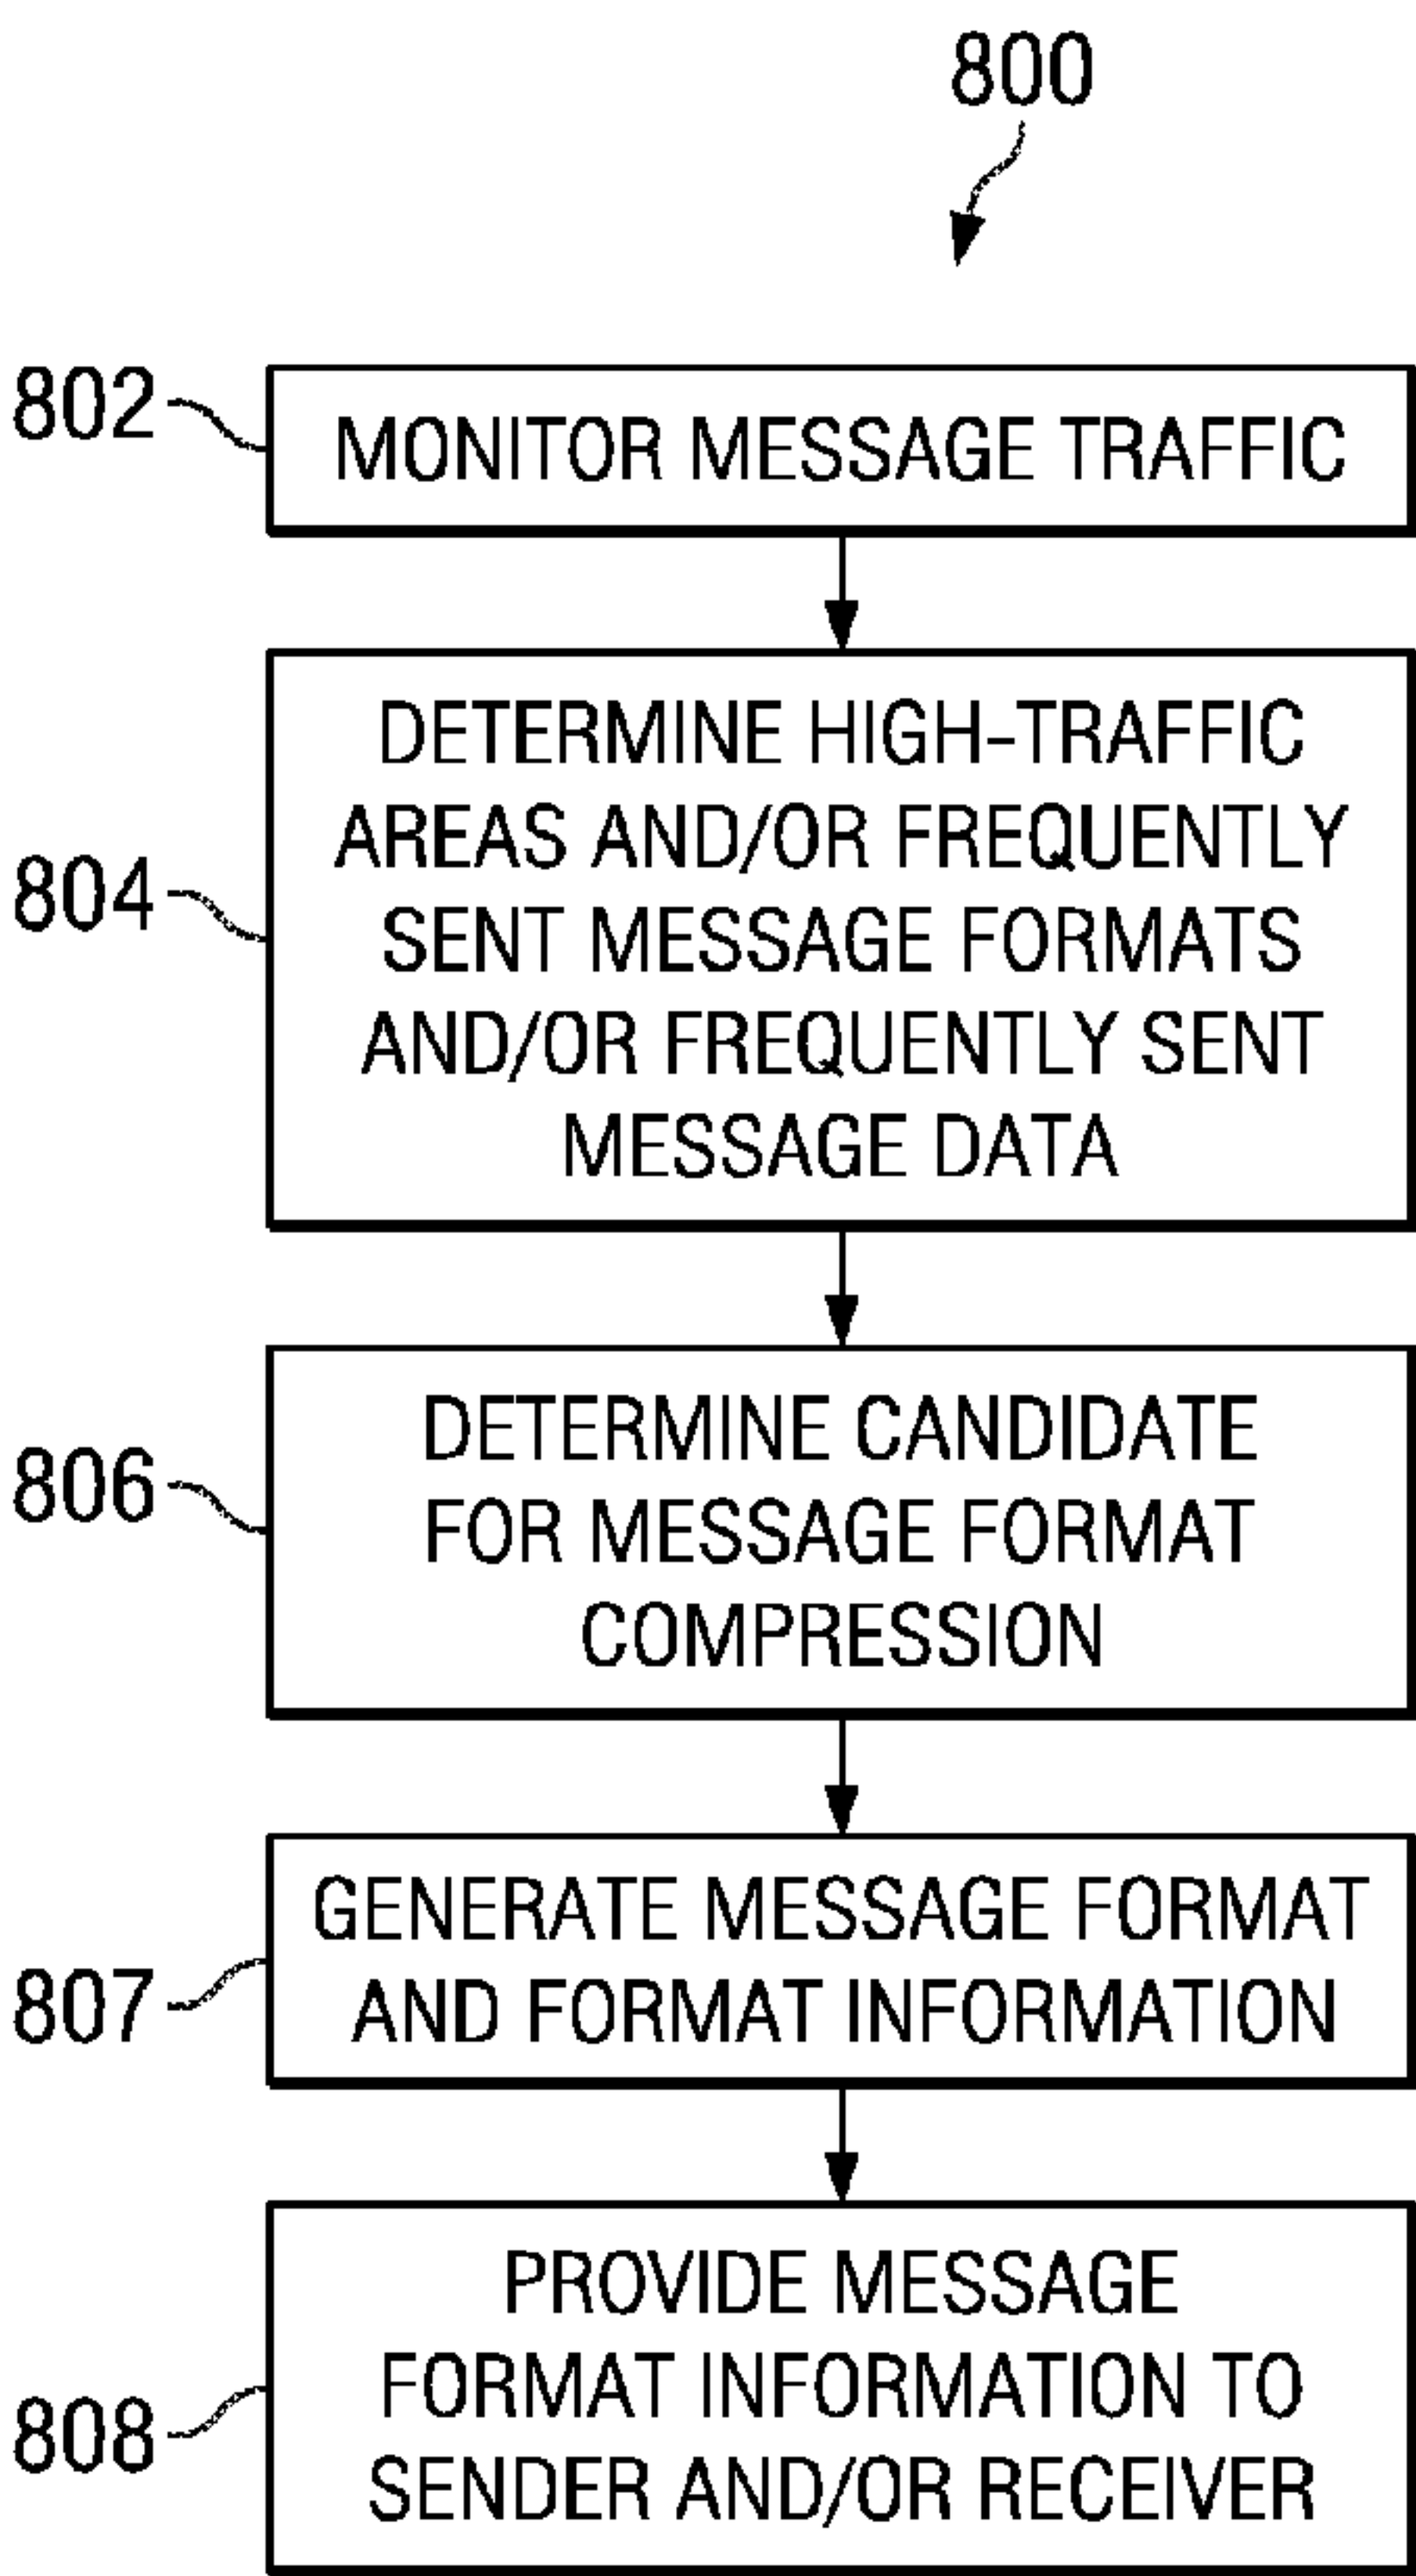 800
802
MONITOR MESSAGE TRAFFIC
804
DETERMINE HIGH-TRAFFIC
AREAS AND/OR FREQUENTLY
SENT MESSAGE FORMATS
AND/OR FREQUENTLY SENT
MESSAGE DATA
806
DETERMINE CANDIDATE
FOR MESSAGE FORMAT
COMPRESSION
807
GENERATE MESSAGE FORMAT
AND FORMAT INFORMATION
808
PROVIDE MESSAGE
FORMAT INFORMATION TO
SENDER AND/OR RECEIVER